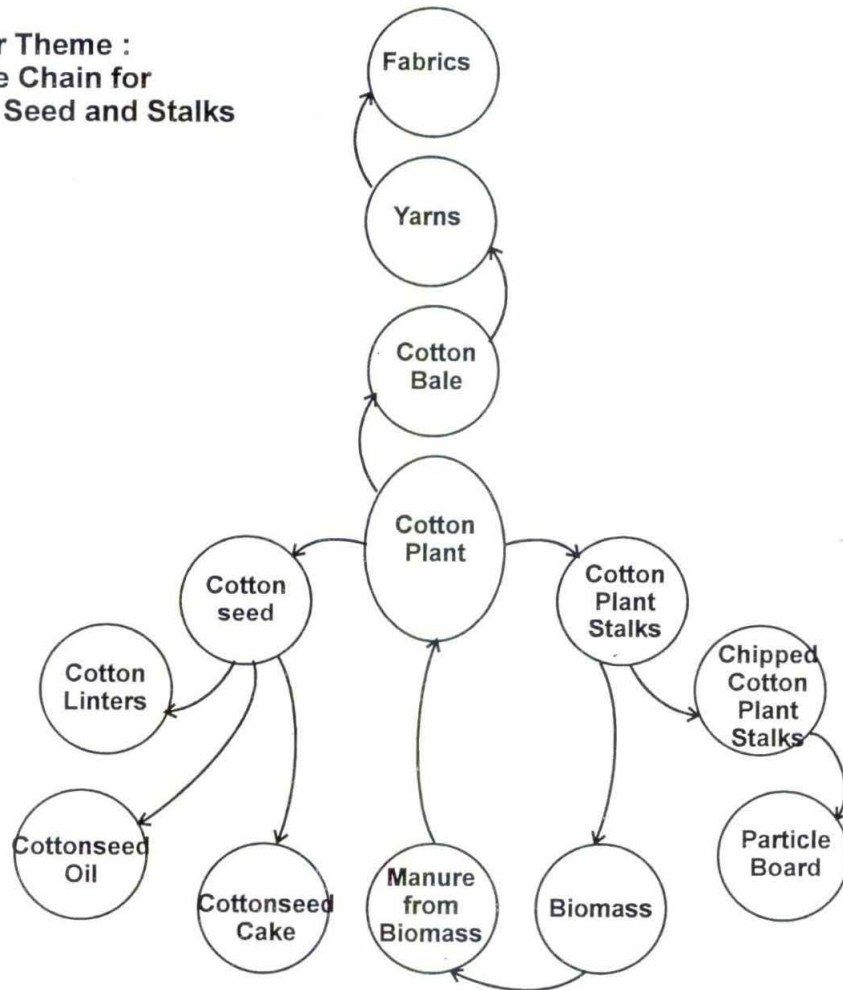 Theme :
Chain for
Seed and Stalks
Fabrics
Yarns
Cotton
Bale
Cotton
Plant
Cotton
seed
Cotton
Plant
Stalks
Cotton
Linters
Chipped
Cotton
Plant
Stalks
Cottonseed
Oil
Cottonseed
Cake
Manure
from
Biomass
Biomass
Particle
Board